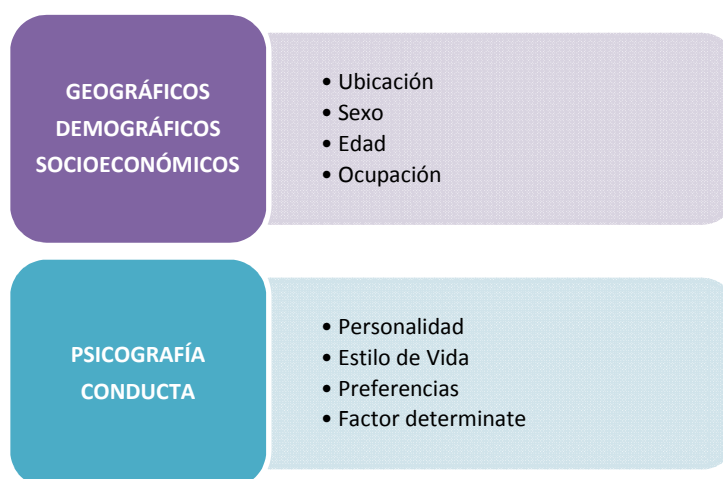 GEOGRÁFICOS
DEMOGRÁFICOS
SOCIOECONÓMICOS
• Ubicación
• Sexo
• Edad
• Ocupación
PSICOGRAFÍA
CONDUCTA
• Personalidad
• Estilo de Vida
• Preferencias
• Factor determinate